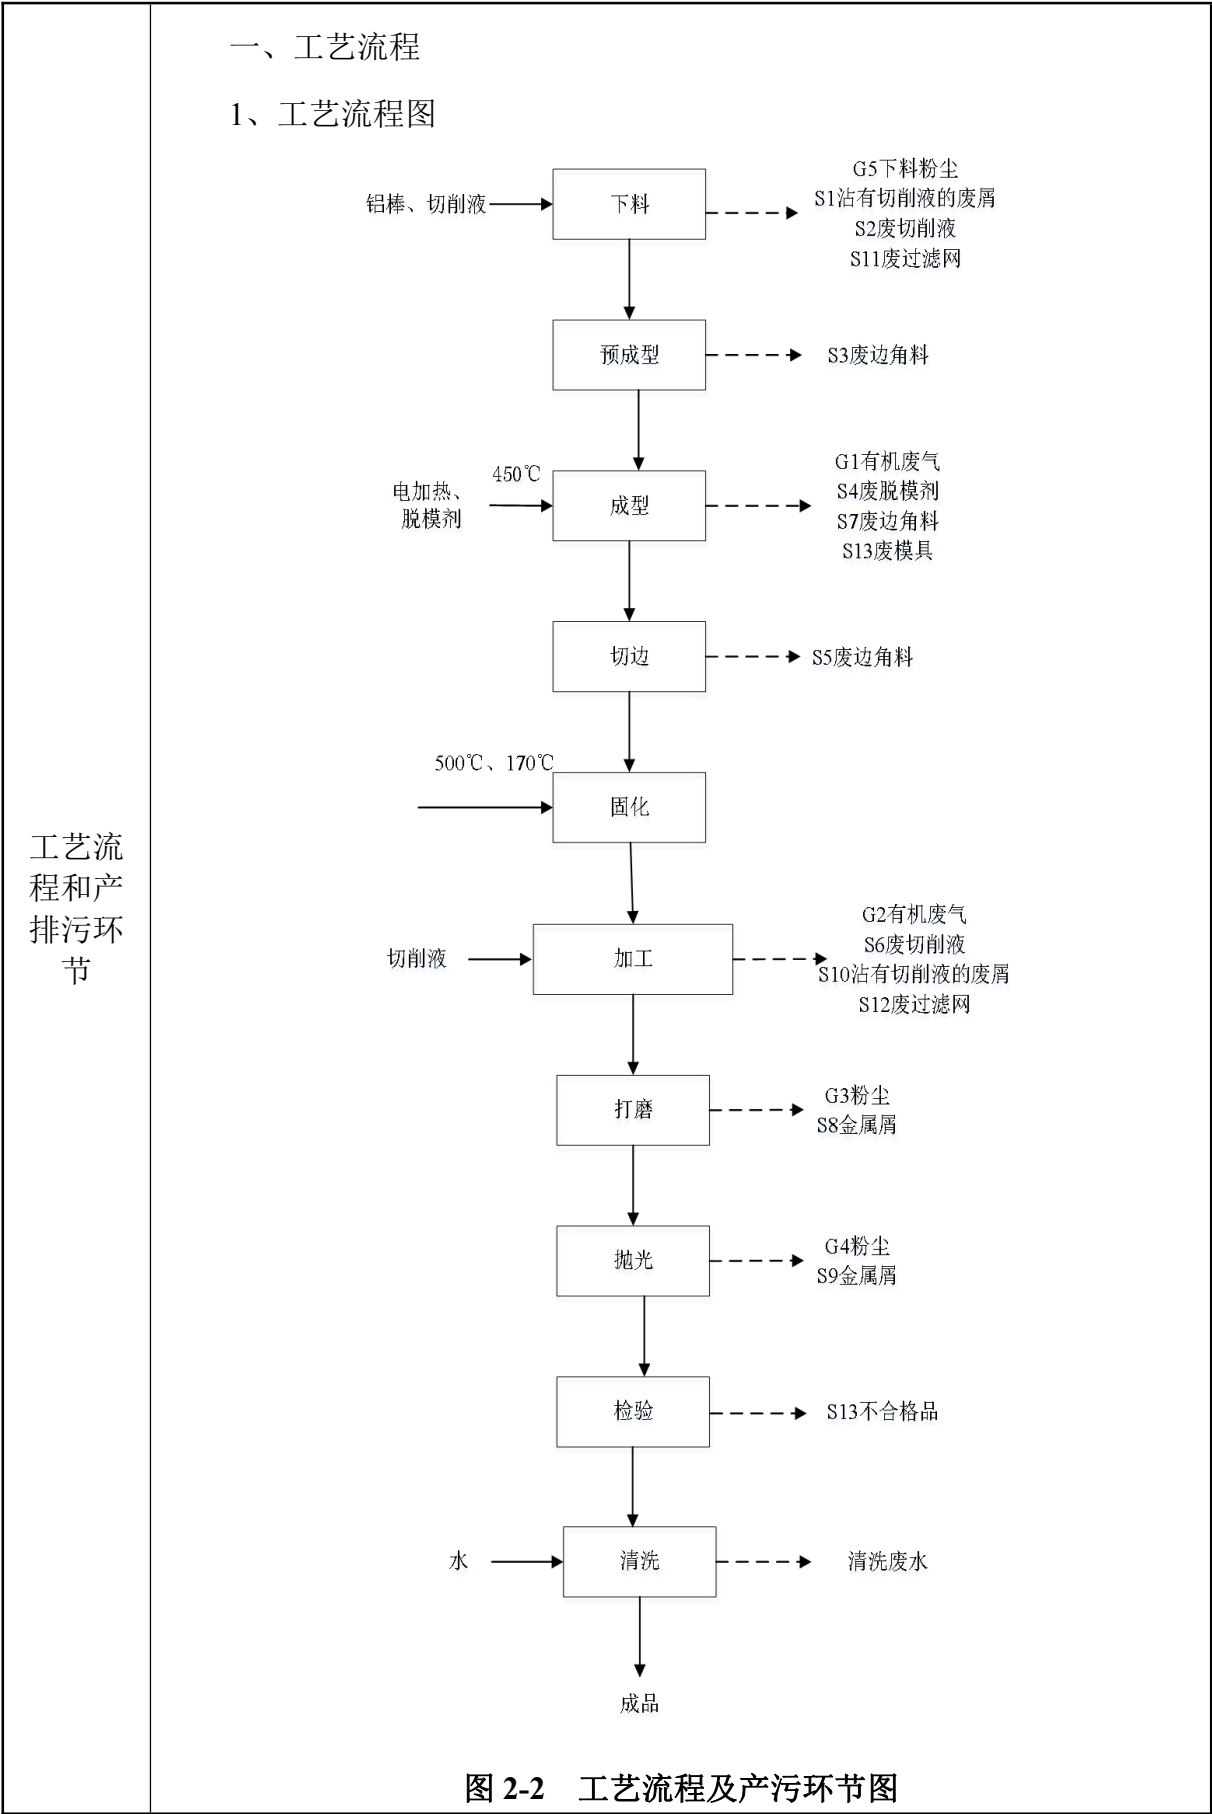 一、工艺流程
1、工艺流程图
铝棒、切削液
下料
G5下料粉尘
S1沾有切削液的废屑
S2废切削液
S11废过滤网
预成型
S3废边角料
450℃
电加热、
脱模剂
成型
G1有机废气
S4废脱模剂
S7废边角料
S13废模具
切边
S5废边角料
500℃、170℃
固化
工艺流
程和产
排污环
节
切削液
加工
G2有机废气
S6废切削液
S10沾有切削液的废屑
S12废过滤网
打磨
G3粉尘
S8金属屑
抛光
G4粉尘
S9金属屑
检验
S13不合格品
水
清洗
清洗废水
成品
图 2-2 工艺流程及产污环节图